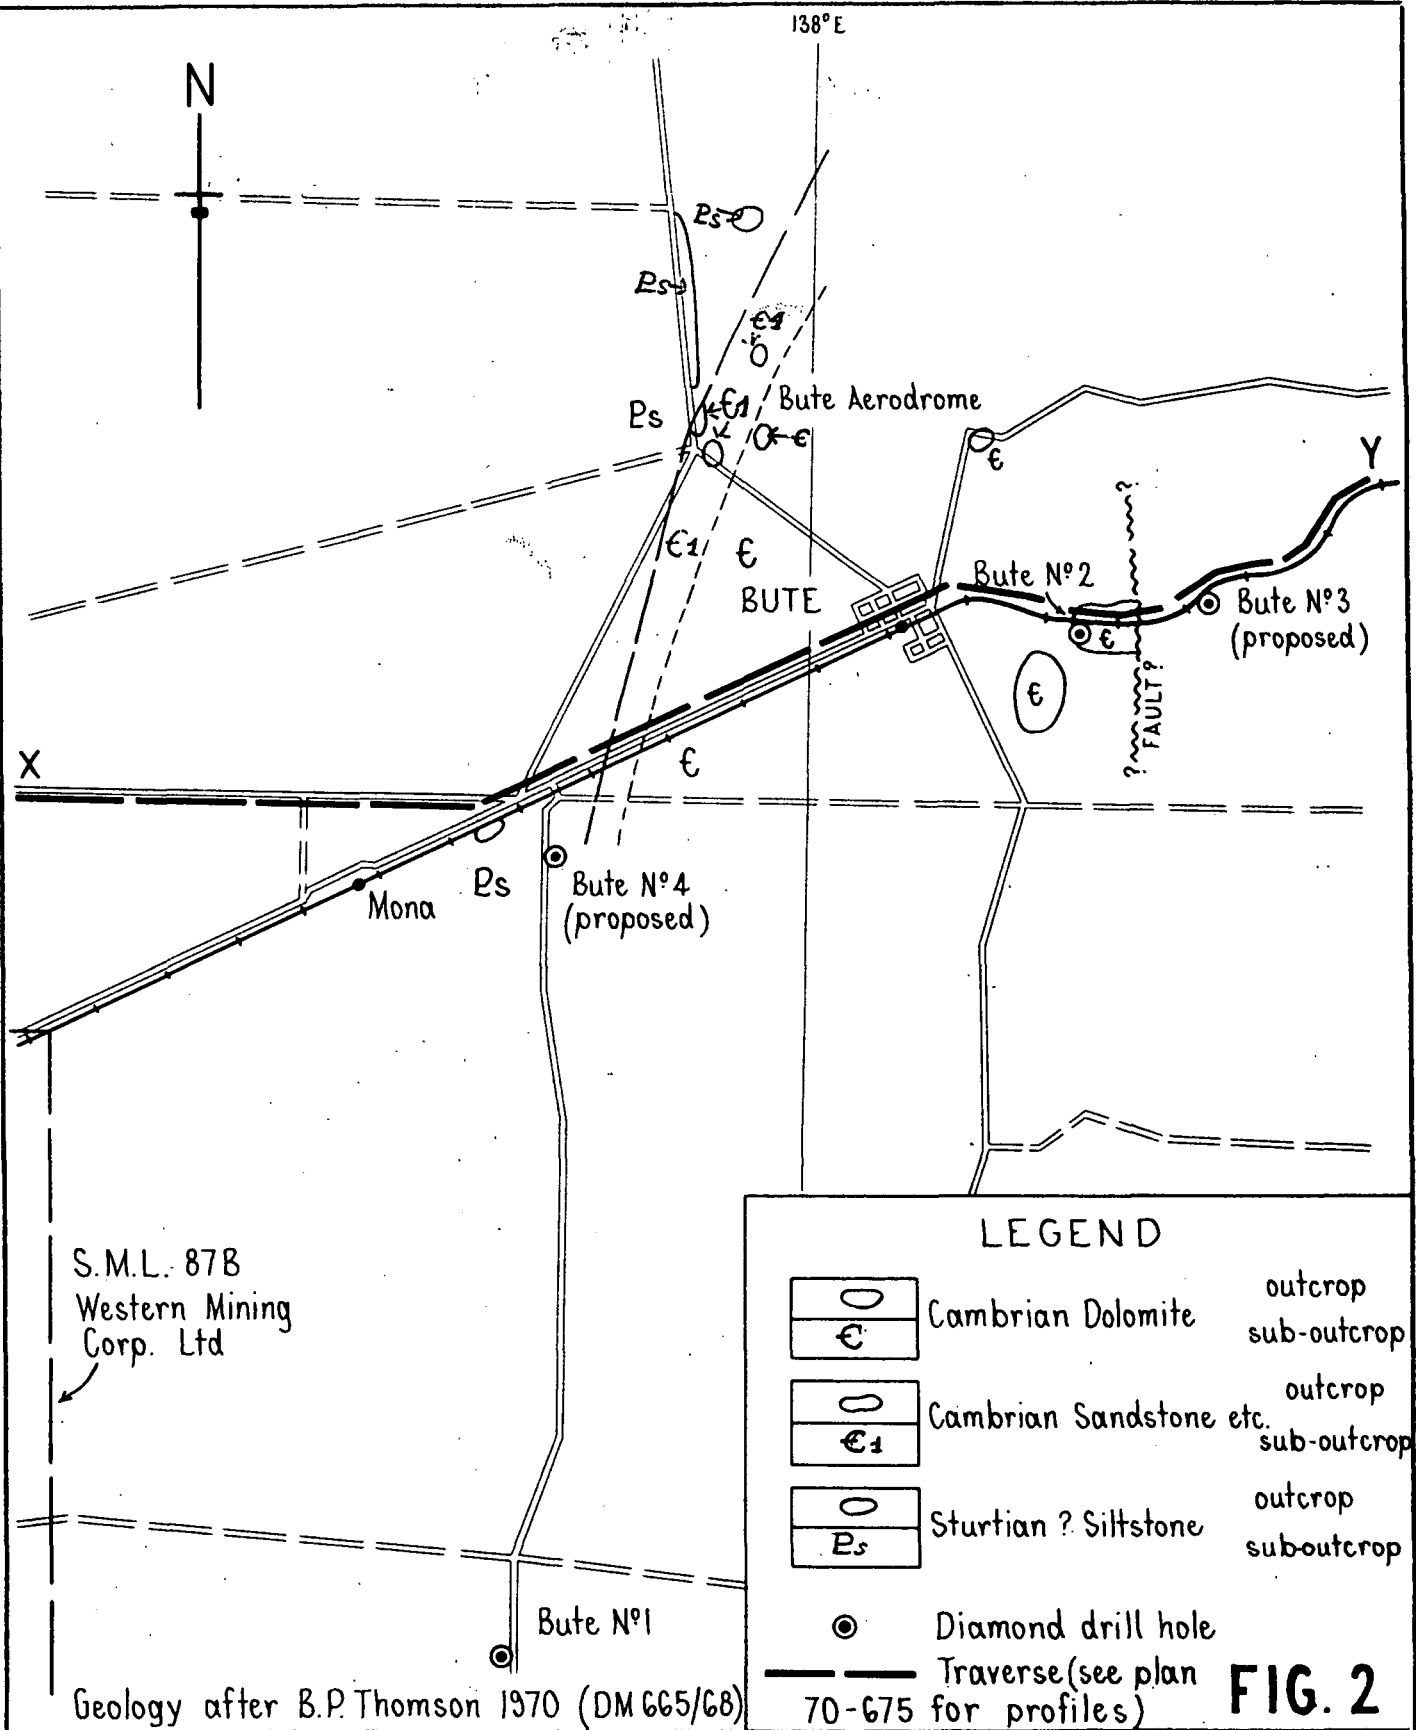 138°E
N
Ps
Ps
Є1
Ps
Є1
Bute Aerodrome
Є
Є
Y
?
Є1
Є
Bute Nº2
BUTE
Bute Nº3
(proposed)
Є
Є
FAULT?
?
X
Є
Ps
Bute Nº4
(proposed)
Mona
S.M.L. 87B
Western Mining
Corp. Ltd
Bute Nº1
Geology after B.P. Thomson 1970 (DM 665/68)
LEGEND
Cambrian Dolomite outcrop
Є sub-outcrop
Cambrian Sandstone etc. outcrop
Є1 sub-outcrop
Sturtian ? Siltstone outcrop
Ps sub-outcrop
Diamond drill hole
Traverse (see plan
70-675 for profiles)
FIG. 2